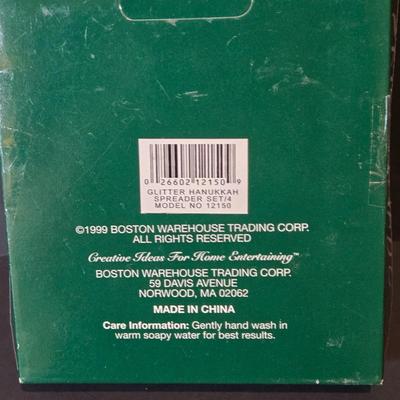 0 26602 12150 9
GLITTER HANUKKAH
SPREADER SET/4
MODEL NO 12150
©1999 BOSTON WAREHOUSE TRADING CORP.
ALL RIGHTS RESERVED
Creative Ideas For Home Entertaining™
BOSTON WAREHOUSE TRADING CORP.
59 DAVIS AVENUE
NORWOOD, MA 02062
MADE IN CHINA
Care Information: Gently hand wash in
warm soapy water for best results.